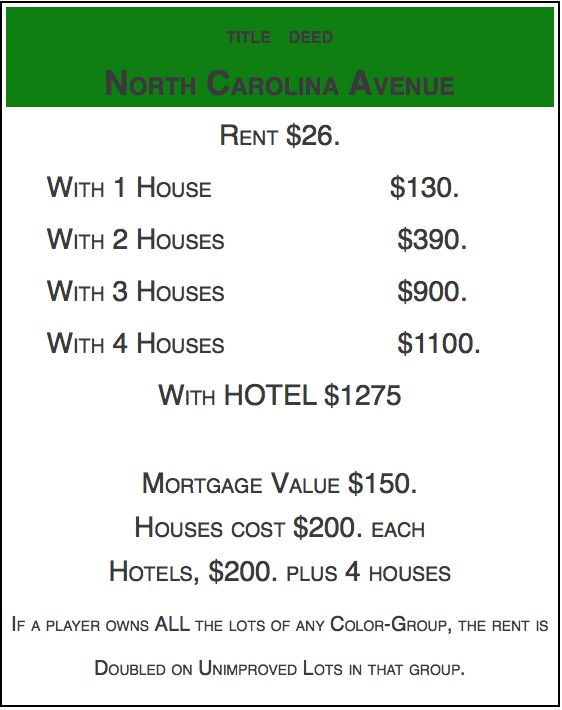 TITLE DEED
NORTH CAROLINA AVENUE
RENT $26.
WITH 1 HOUSE $130.
WITH 2 HOUSES $390.
WITH 3 HOUSES $900.
WITH 4 HOUSES $1100.
WITH HOTEL $1275
MORTGAGE VALUE $150.
HOUSES COST $200. EACH
HOTELS, $200. PLUS 4 HOUSES
IF A PLAYER OWNS ALL THE LOTS OF ANY COLOR-GROUP, THE RENT IS
DOUBLED ON UNIMPROVED LOTS IN THAT GROUP.